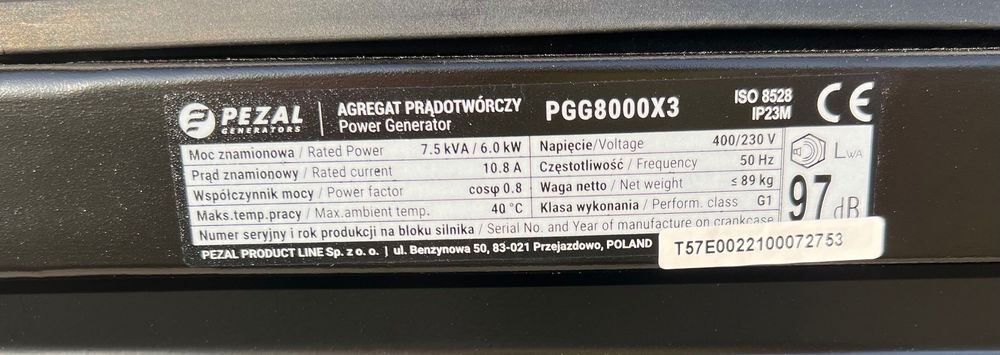 PEZAL
GENERATORS
AGREGAT PRĄDOTWÓRCZY
Power Generator
PGG8000X3
ISO 8528
IP23M
CE
Moc znamionowa / Rated Power 7.5 kVA / 6.0 kW
Napięcie/Voltage 400/230 V
Prąd znamionowy / Rated current 10.8 A
Częstotliwość / Frequency 50 Hz
Współczynnik mocy / Power factor cosφ 0.8
Waga netto / Net weight ≤ 89 kg
Maks.temp.pracy / Max.ambient temp. 40 °C
Klasa wykonania / Perform. class G1
Numer seryjny i rok produkcji na bloku silnika / Serial No. and Year of manufacture on crankcase
LWA
97 dB
PEZAL PRODUCT LINE Sp. z o. o. | ul. Benzynowa 50, 83-021 Przejazdowo, POLAND
T57E0022100072753